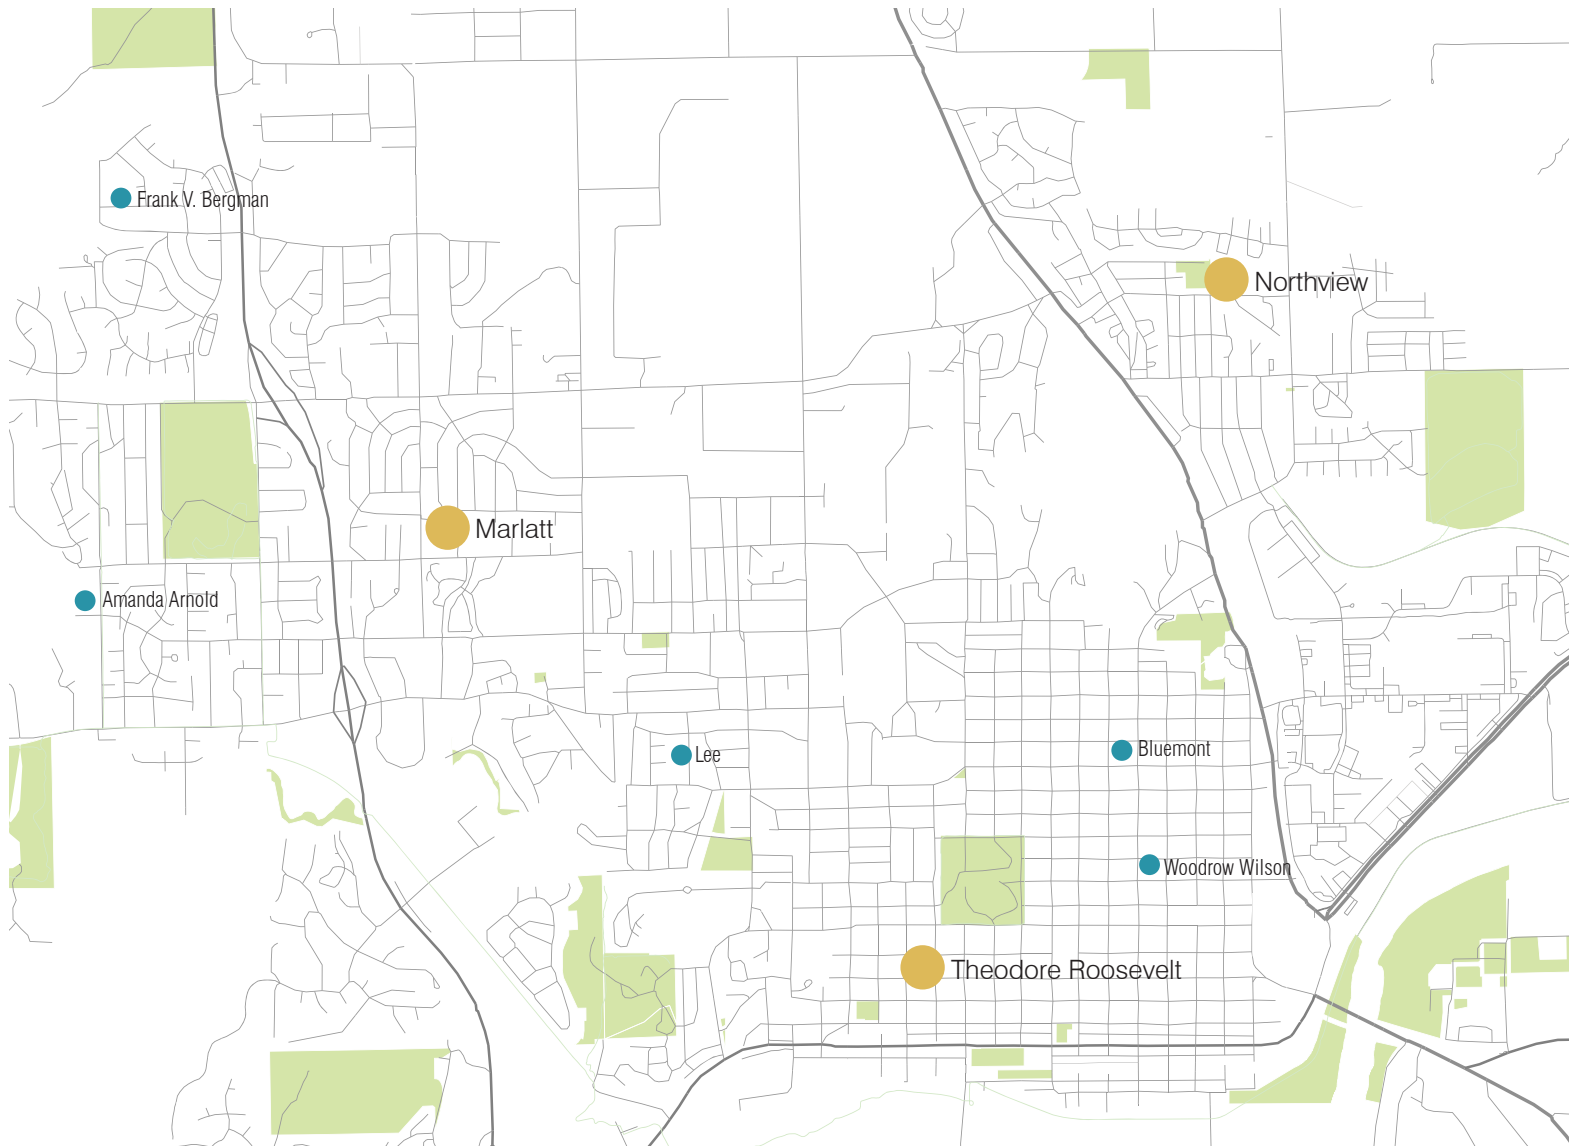 Frank V. Bergman
Northview
Marlatt
Amanda Arnold
Bluemont
Lee
Woodrow Wilson
Theodore Roosevelt